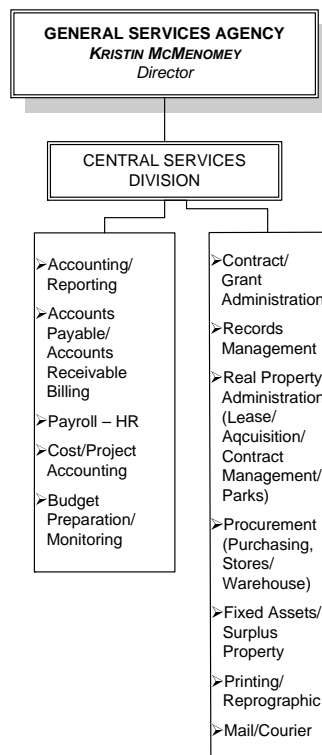 GENERAL SERVICES AGENCY
KRISTIN MCMENOMEY
Director
CENTRAL SERVICES
DIVISION
➢Accounting/
Reporting
➢Accounts
Payable/
Accounts
Receivable
Billing
➢Payroll – HR
➢Cost/Project
Accounting
➢Budget
Preparation/
Monitoring
➢Contract/
Grant
Administration
➢Records
Management
➢Real Property
Administration
(Lease/
Aqcuisition/
Contract
Management/
Parks)
➢Procurement
(Purchasing,
Stores/
Warehouse)
➢Fixed Assets/
Surplus
Property
➢Printing/
Reprographic
➢Mail/Courier